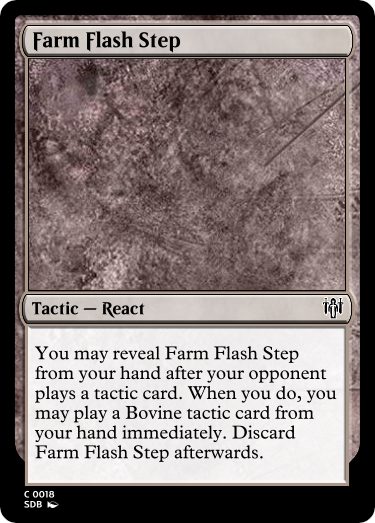 Farm Flash Step
Tactic — React
You may reveal Farm Flash Step
from your hand after your opponent
plays a tactic card. When you do, you
may play a Bovine tactic card from
your hand immediately. Discard
Farm Flash Step afterwards.
C 0018
SDB